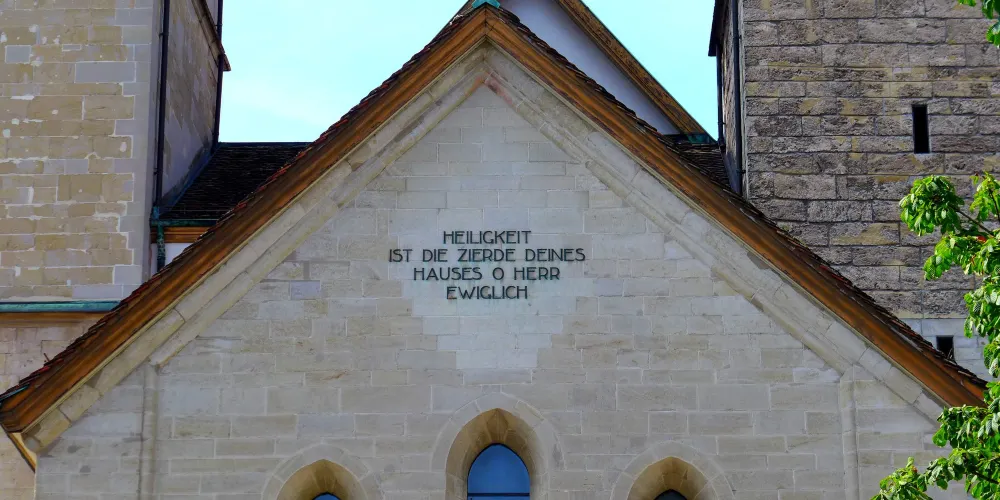 HEILIGKEIT
IST DIE ZIERDE DEINES
HAUSES O HERR
EWIGLICH